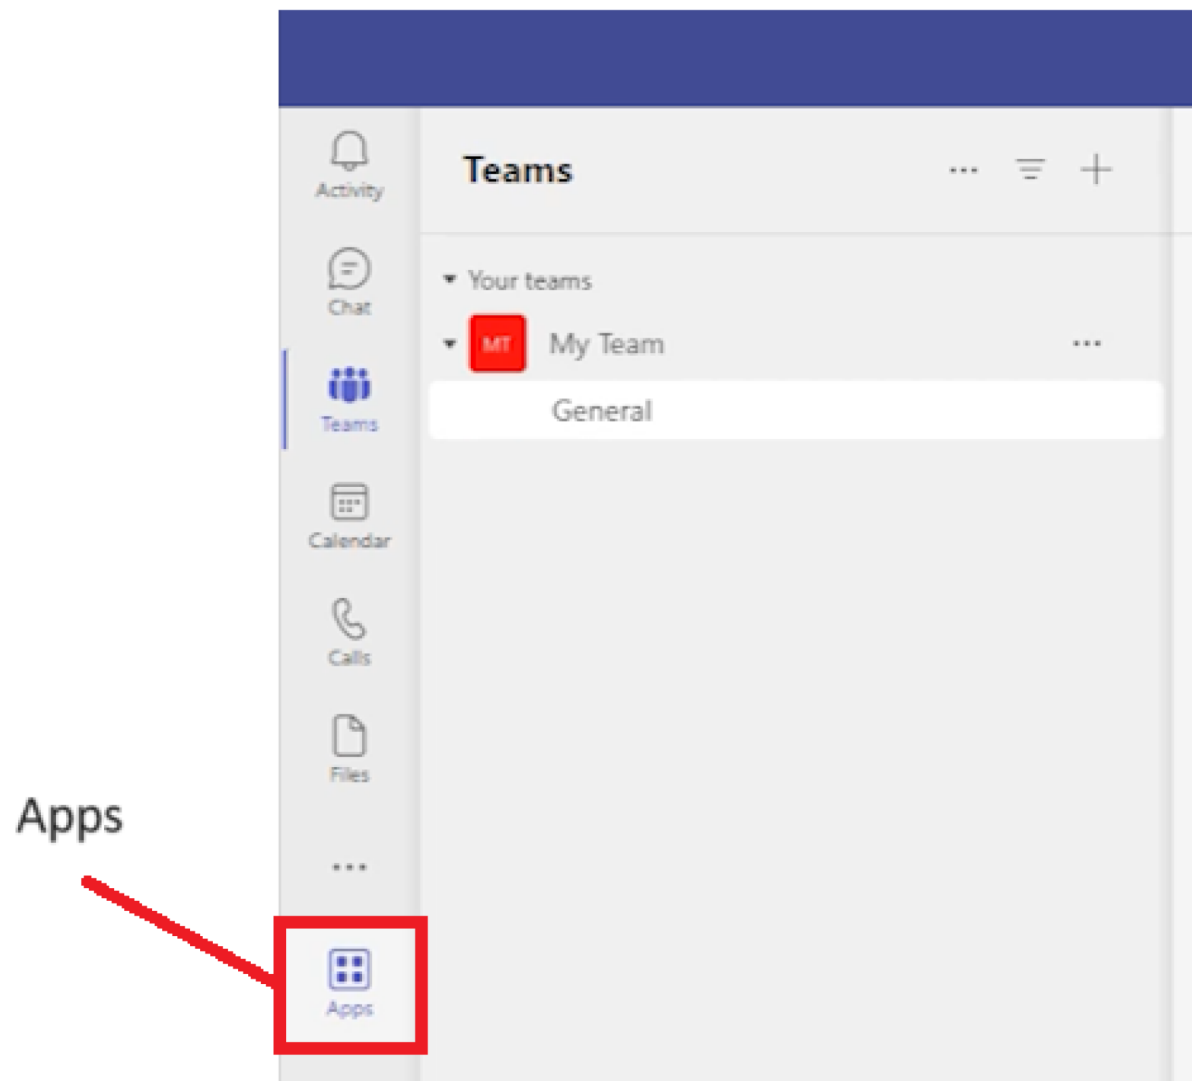 Activity
Teams
Chat
Your teams
MT My Team
Teams
General
Calendar
Calls
Files
Apps
Apps